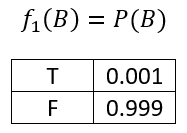 f₁(B) = P(B)
T 0.001
F 0.999